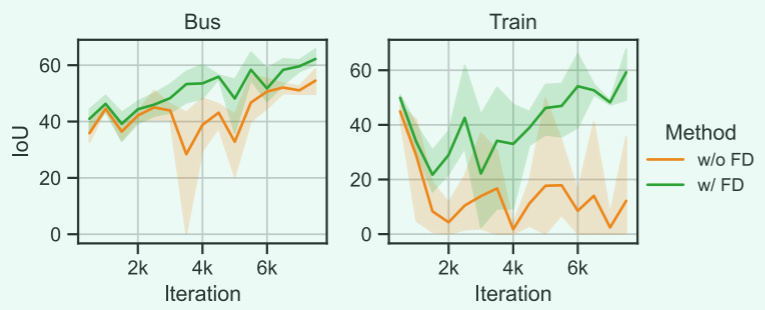 Bus
Train
60
40
20
0
IoU
2k 4k 6k
Iteration
60
40
20
0
2k 4k 6k
Iteration
Method
w/o FD
w/ FD